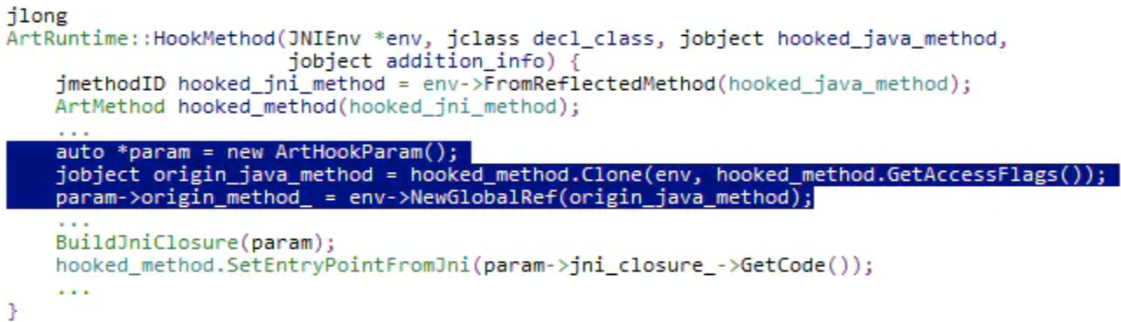 jlong
ArtRuntime::HookMethod(JNIEnv *env, jclass decl_class, jobject hooked_java_method,
jobject addition_info) {
jmethodID hooked_jni_method = env->FromReflectedMethod(hooked_java_method);
ArtMethod hooked_method(hooked_jni_method);
...
auto *param = new ArtHookParam();
jobject origin_java_method = hooked_method.Clone(env, hooked_method.GetAccessFlags());
param->origin_method_ = env->NewGlobalRef(origin_java_method);
...
BuildJniClosure(param);
hooked_method.SetEntryPointFromJni(param->jni_closure_->GetCode());
...
}